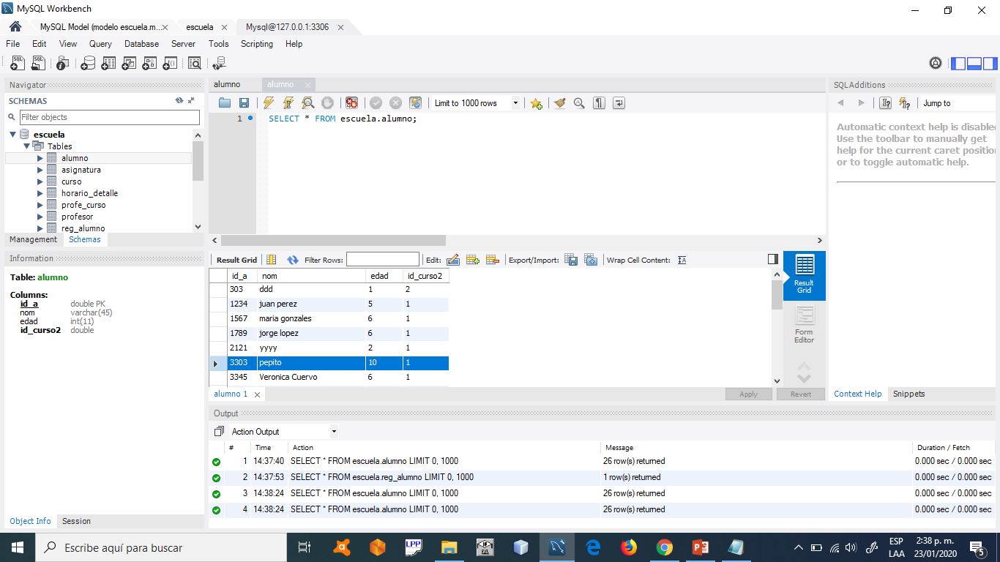 MySQL Workbench
MySQL Model (modelo escuela.m... escuela Mysql@127.0.0.1:3306
File Edit View Query Database Server Tools Scripting Help
Navigator
SCHEMAS
Filter objects
escuela
Tables
alumno
asignatura
curso
horario_detalle
profe_curso
profesor
reg_alumno
Management Schemas
Information
Table: alumno
Columns:
id_a double PK
nom varchar(45)
edad int(11)
id_curso2 double
Object Info Session
alumno alumno
Limit to 1000 rows
1 SELECT * FROM escuela.alumno;
Result Grid Filter Rows: Edit: Export/Import: Wrap Cell Content:
id_a nom edad id_curso2
303 ddd 1 2
1234 juan perez 5 1
1567 maria gonzales 6 1
1789 jorge lopez 6 1
2121 yyyy 2 1
3303 pepito 10 1
3345 Veronica Cuervo 6 1
Result
Grid
Form
Editor
alumno 1 Apply Revert
SQLAdditions
Jump to
Automatic context help is disabled
Use the toolbar to manually get
help for the current caret position
or to toggle automatic help.
Context Help Snippets
Output
Action Output
# Time Action Message Duration / Fetch
1 14:37:40 SELECT * FROM escuela.alumno LIMIT 0, 1000 26 row(s) returned 0.000 sec / 0.000 sec
2 14:37:53 SELECT * FROM escuela.reg_alumno LIMIT 0, 1000 1 row(s) returned 0.000 sec / 0.000 sec
3 14:38:24 SELECT * FROM escuela.alumno LIMIT 0, 1000 26 row(s) returned 0.000 sec / 0.000 sec
4 14:38:24 SELECT * FROM escuela.alumno LIMIT 0, 1000 26 row(s) returned 0.000 sec / 0.000 sec
Escribe aquí para buscar
LPP
ESP
LAA
2:38 p. m.
23/01/2020
5